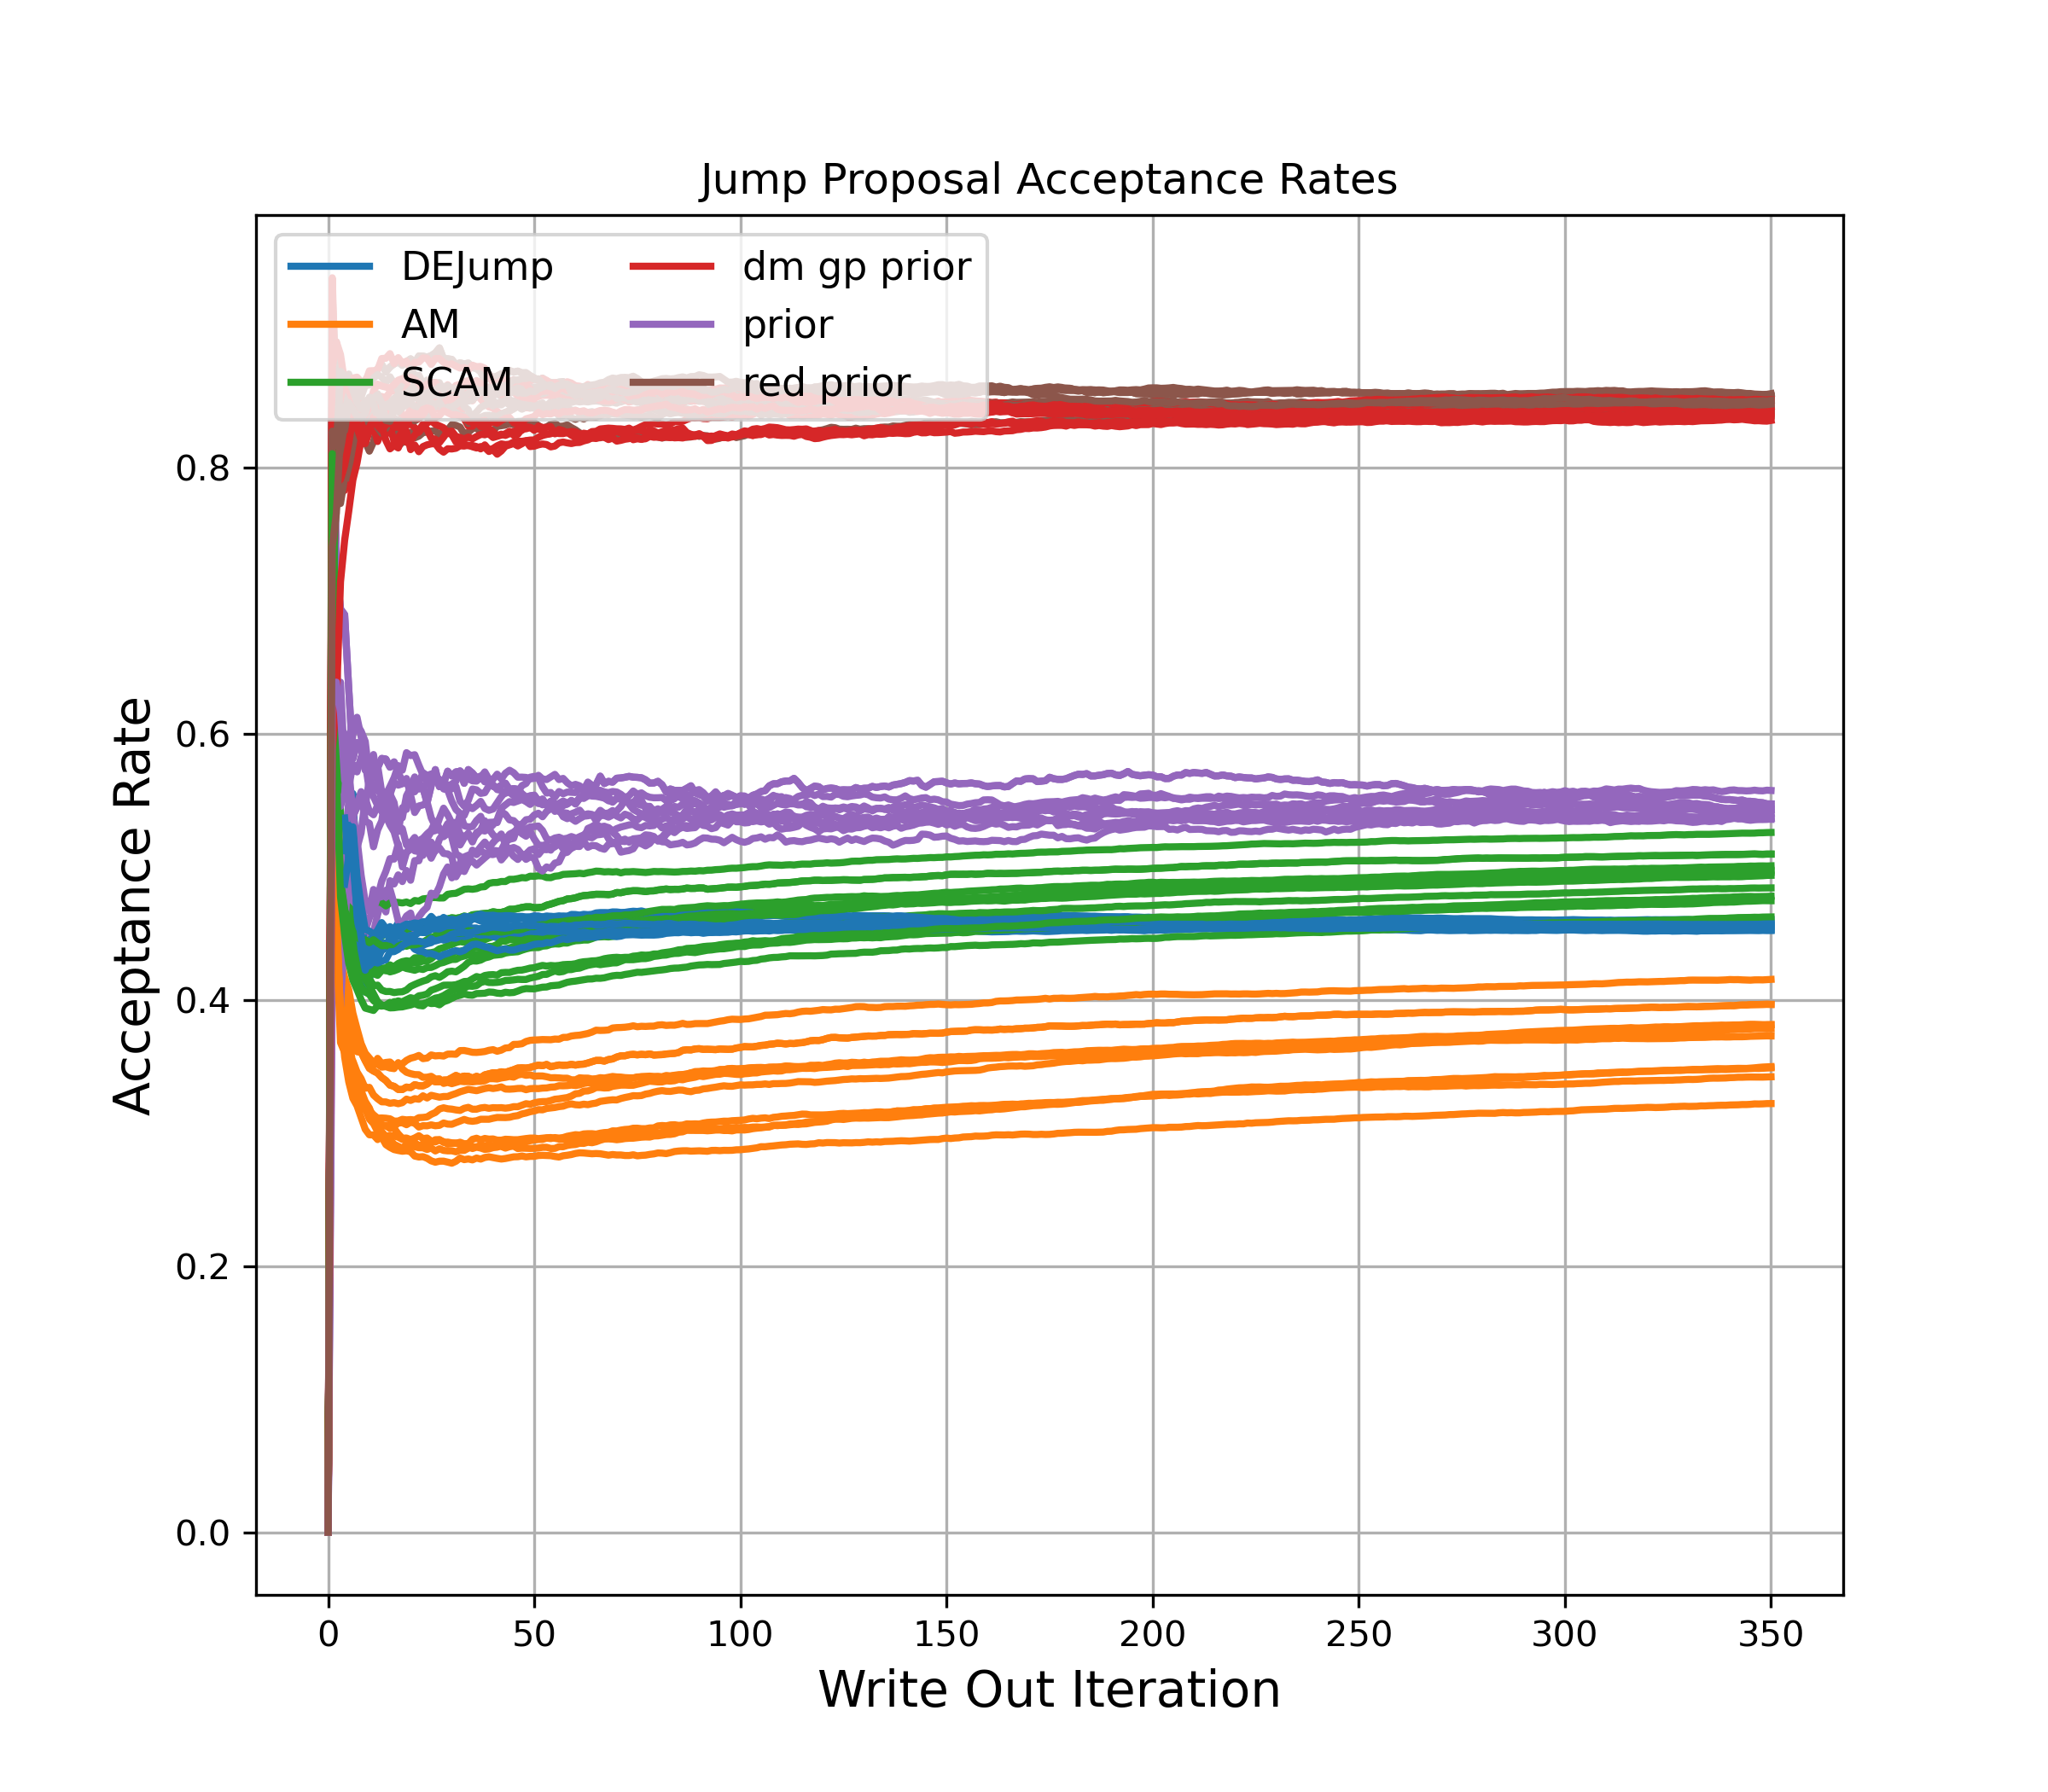 Jump Proposal Acceptance Rates
DEJump
AM
SCAM
dm gp prior
prior
red prior
Acceptance Rate
0.8
0.6
0.4
0.2
0.0
0 50 100 150 200 250 300 350
Write Out Iteration